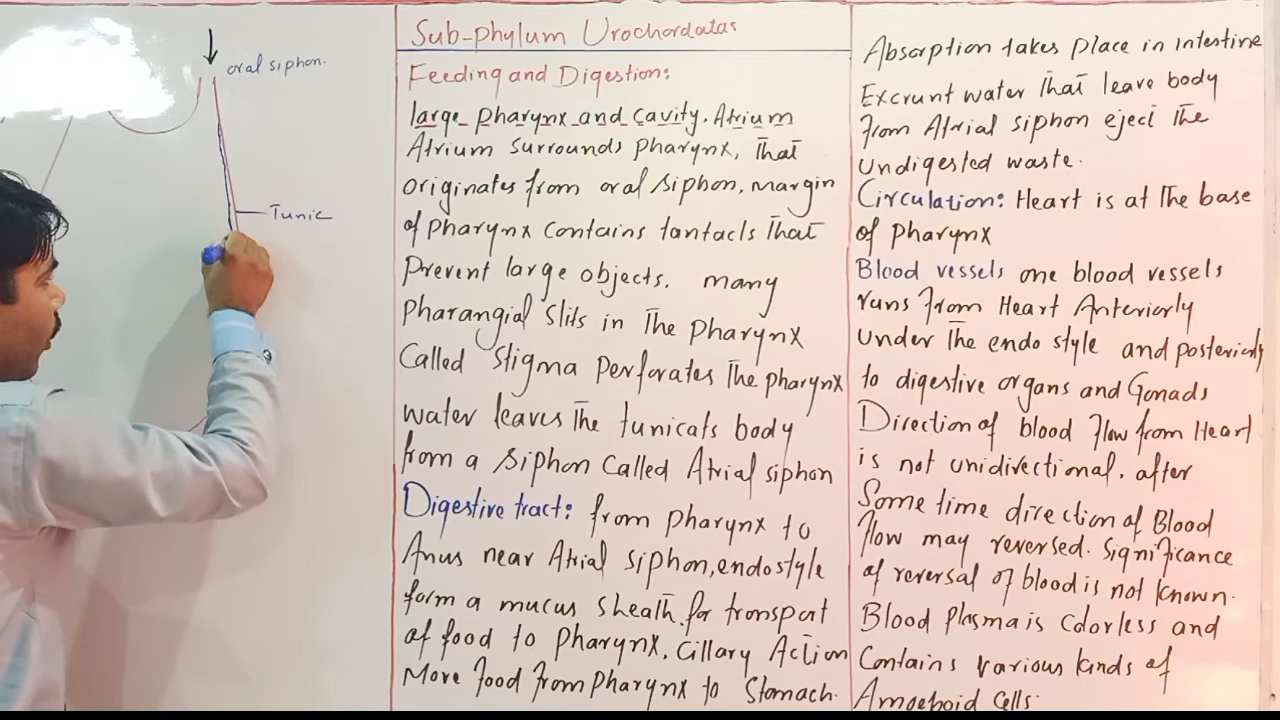 oral siphon.
Tunic
Sub-phylum Urochordatas
Feeding and Digestion:
large pharynx and cavity. Atrium
Atrium surrounds pharynx, that
originates from oral siphon, margin
of pharynx contains tantacls that
Prevent large objects. many
pharangial slits in The pharynx
Called Stigma perforates The pharynx
water leaves The tunicats body
from a siphon called Atrial siphon
Digestive tract: from pharynx to
Anus near Atrial siphon, endostyle
form a mucus sheath for transport
of food to pharynx. Cillary Action
Move food from pharynx to Stomach.
Absorption takes place in intestine
Excrunt water that leave body
from Atrial siphon eject The
undigested waste.
Circulation: Heart is at The base
of pharynx
Blood vessels one blood vessels
runs from Heart Anteriorly
under The endo style and posteriorly
to digestive organs and Gonads
Direction of blood flow from Heart
is not unidirectional. after
Some time direction of Blood
flow may reversed. significance
of reversal of blood is not known.
Blood plasma is colorless and
Contains various kinds of
Amoeboid cells.